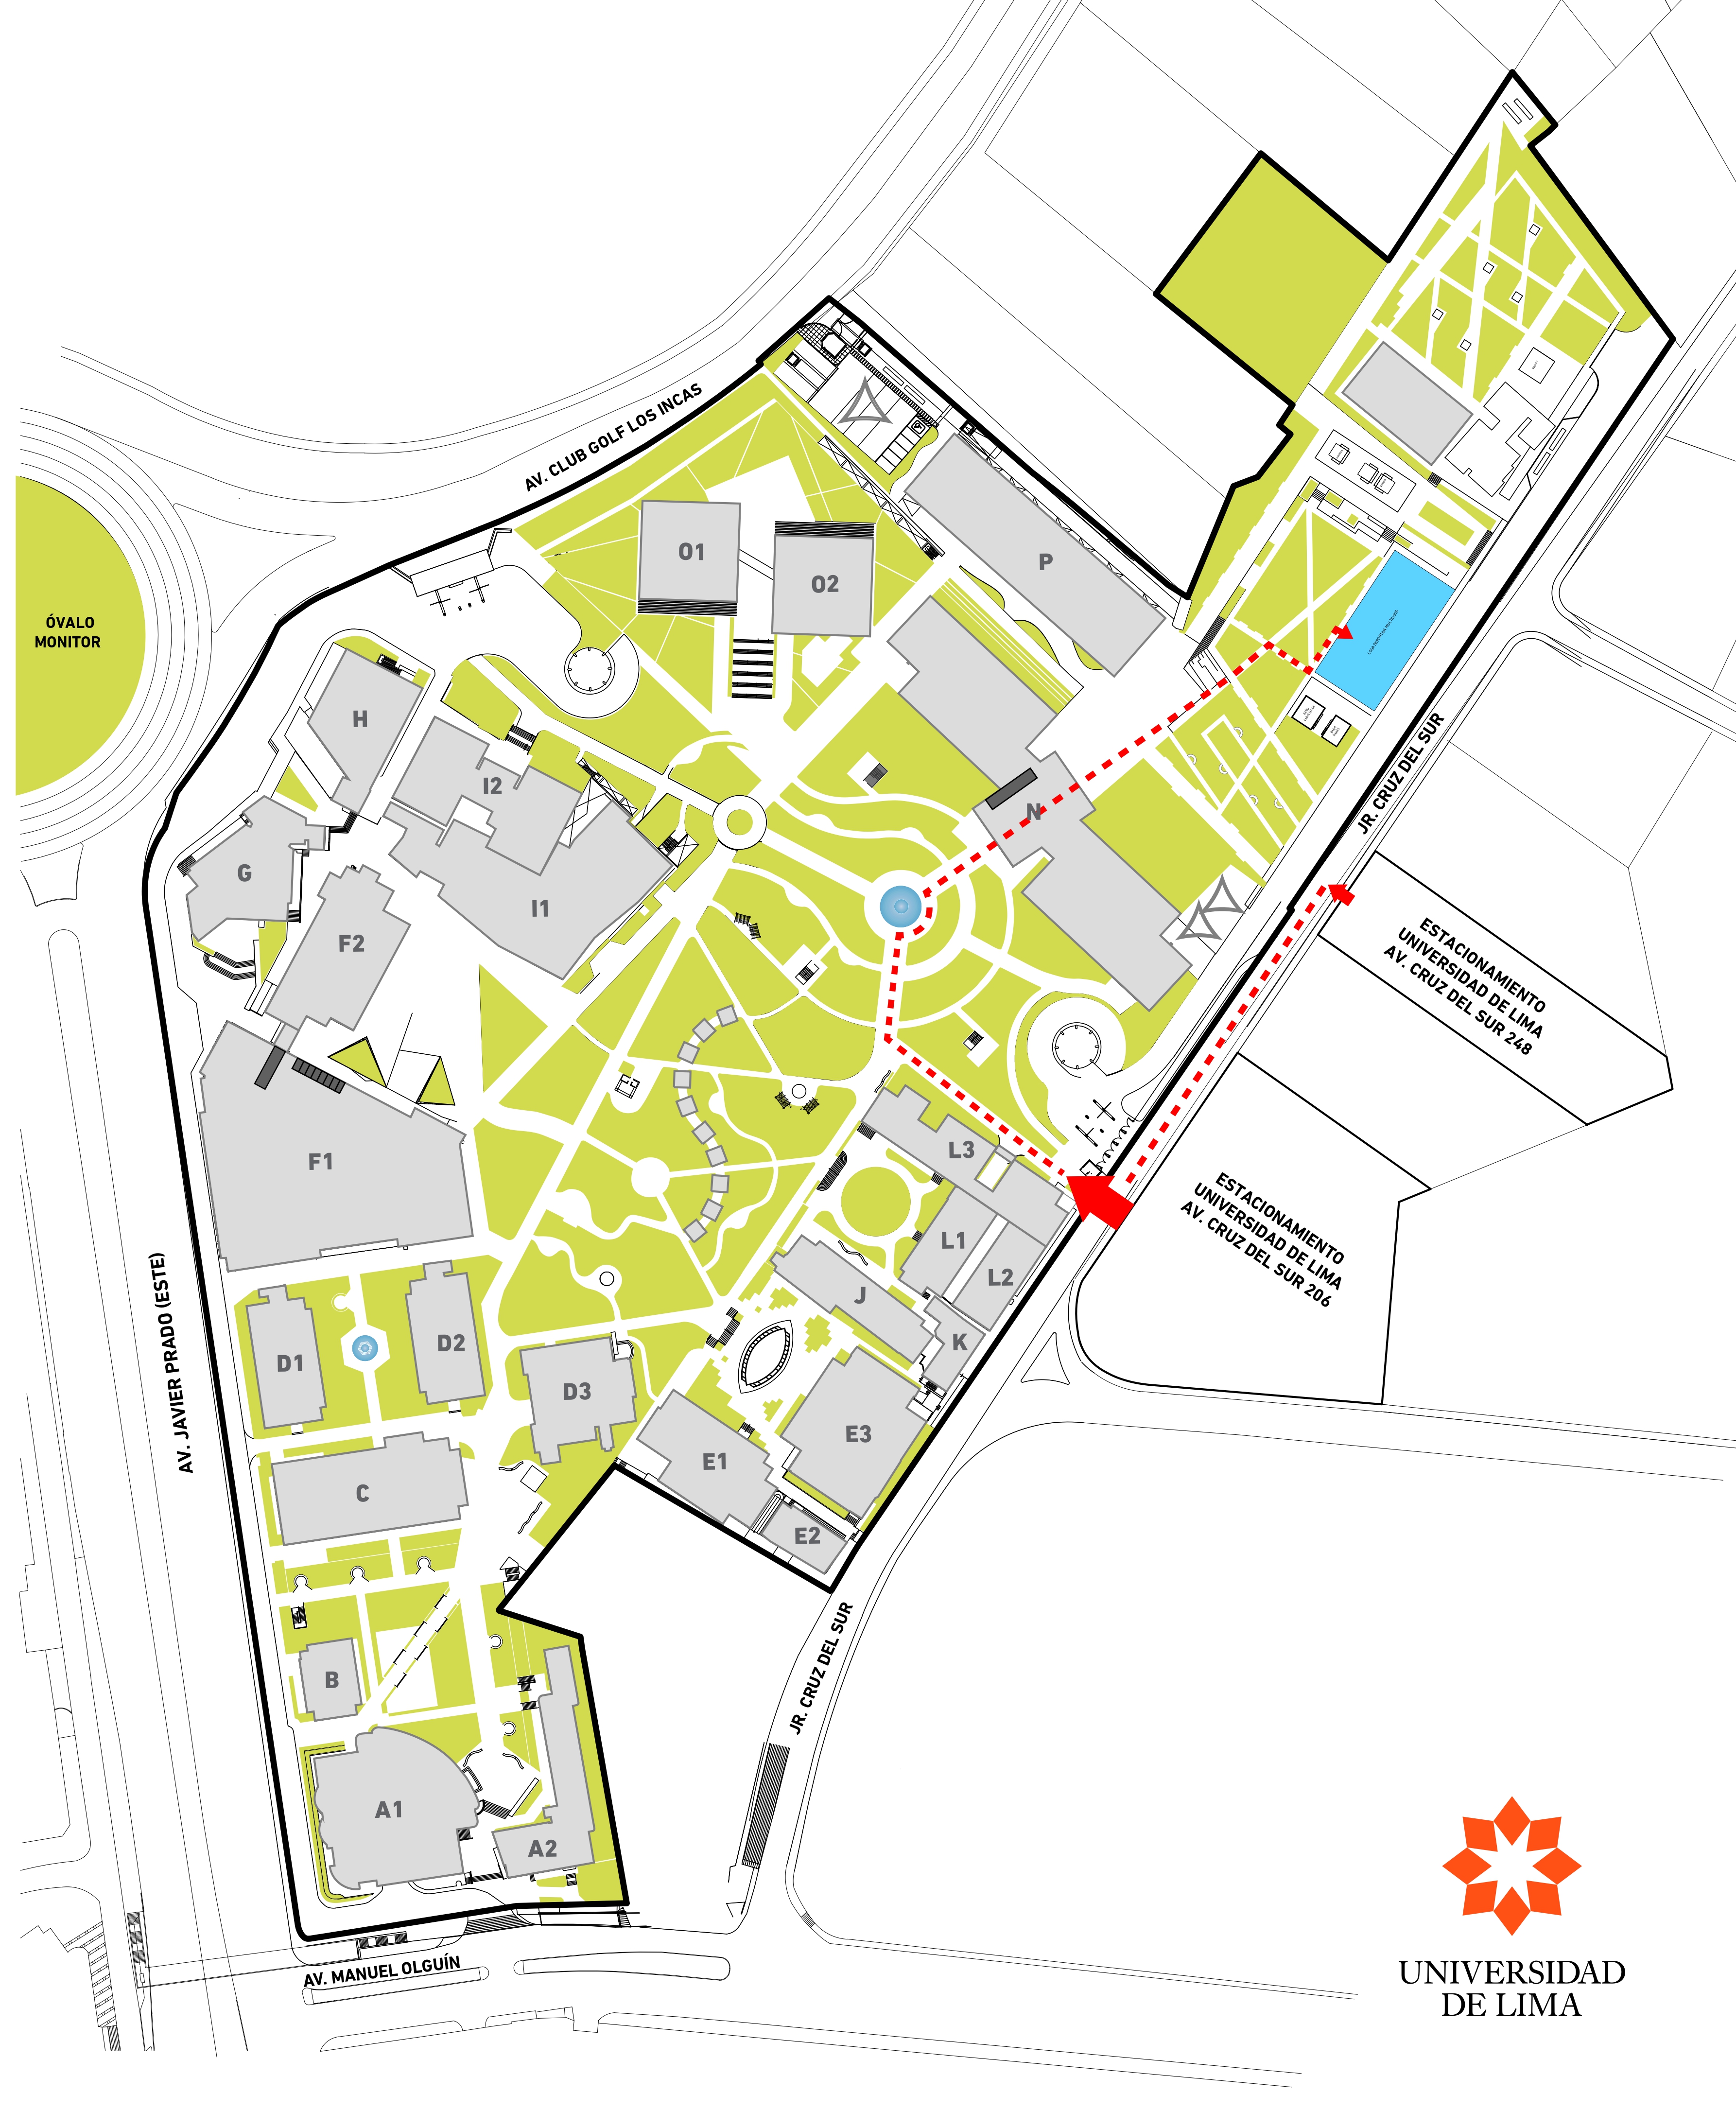 AV. CLUB GOLF LOS INCAS
ÓVALO
MONITOR
O1
O2
P
H
I2
I1
G
F2
N
LOSA DEPORTIVA MULTIUSOS
JR. CRUZ DEL SUR
ESTACIONAMIENTO
UNIVERSIDAD DE LIMA
AV. CRUZ DEL SUR 248
ESTACIONAMIENTO
UNIVERSIDAD DE LIMA
AV. CRUZ DEL SUR 206
F1
L3
L1
L2
J
K
D1
D2
D3
E3
E1
E2
AV. JAVIER PRADO (ESTE)
C
B
JR. CRUZ DEL SUR
A1
A2
AV. MANUEL OLGUÍN
UNIVERSIDAD
DE LIMA